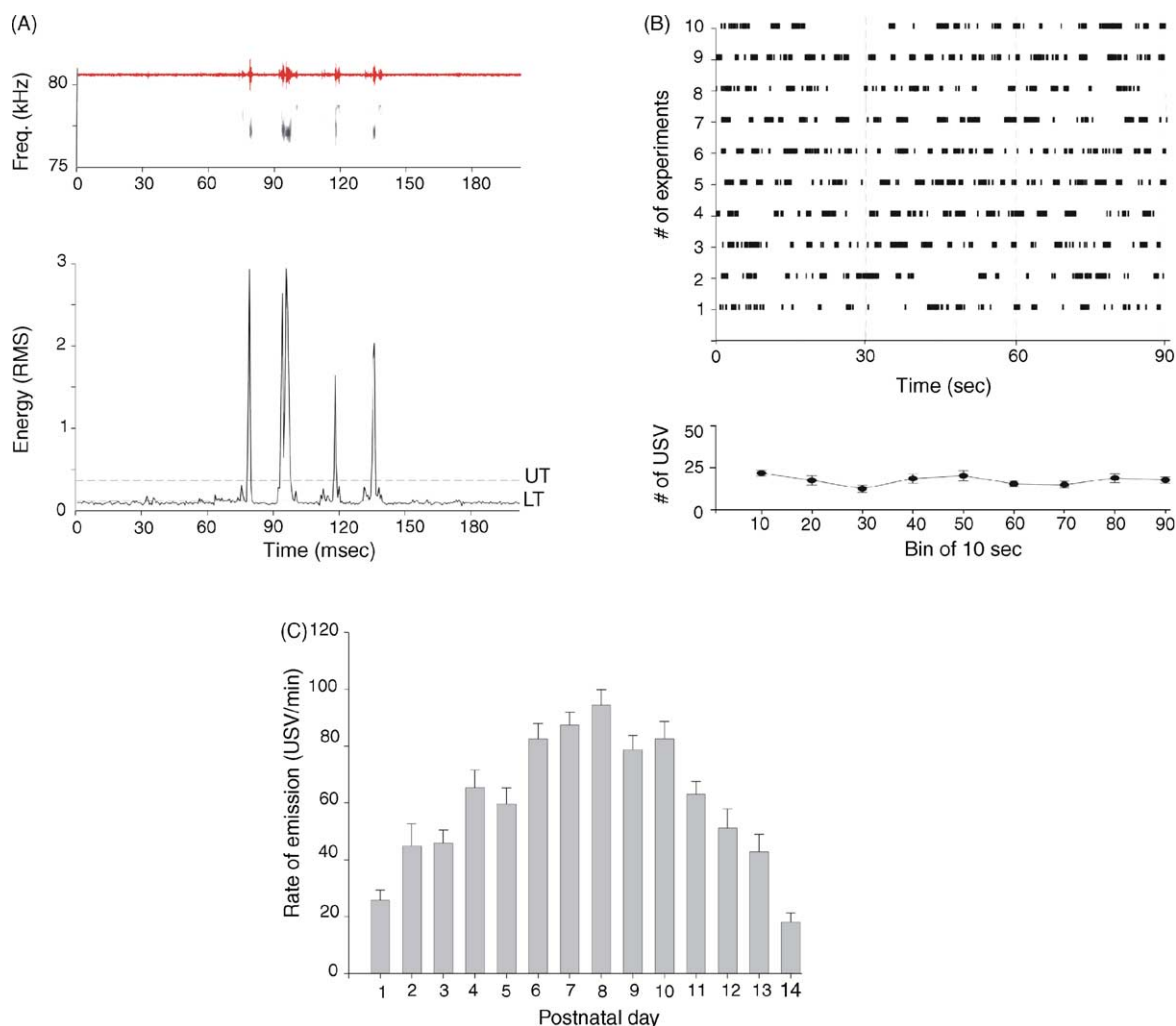 (A)
Freq. (kHz)
80
75
0 30 60 90 120 150 180
Energy (RMS)
3
2
1
0
UT
LT
0 30 60 90 120 150 180
Time (msec)
(B)
# of experiments
10
9
8
7
6
5
4
3
2
1
0 30 60 90
Time (sec)
# of USV
50
25
0
10 20 30 40 50 60 70 80 90
Bin of 10 sec
(C)
Rate of emission (USV/min)
120
100
80
60
40
20
0
1 2 3 4 5 6 7 8 9 10 11 12 13 14
Postnatal day